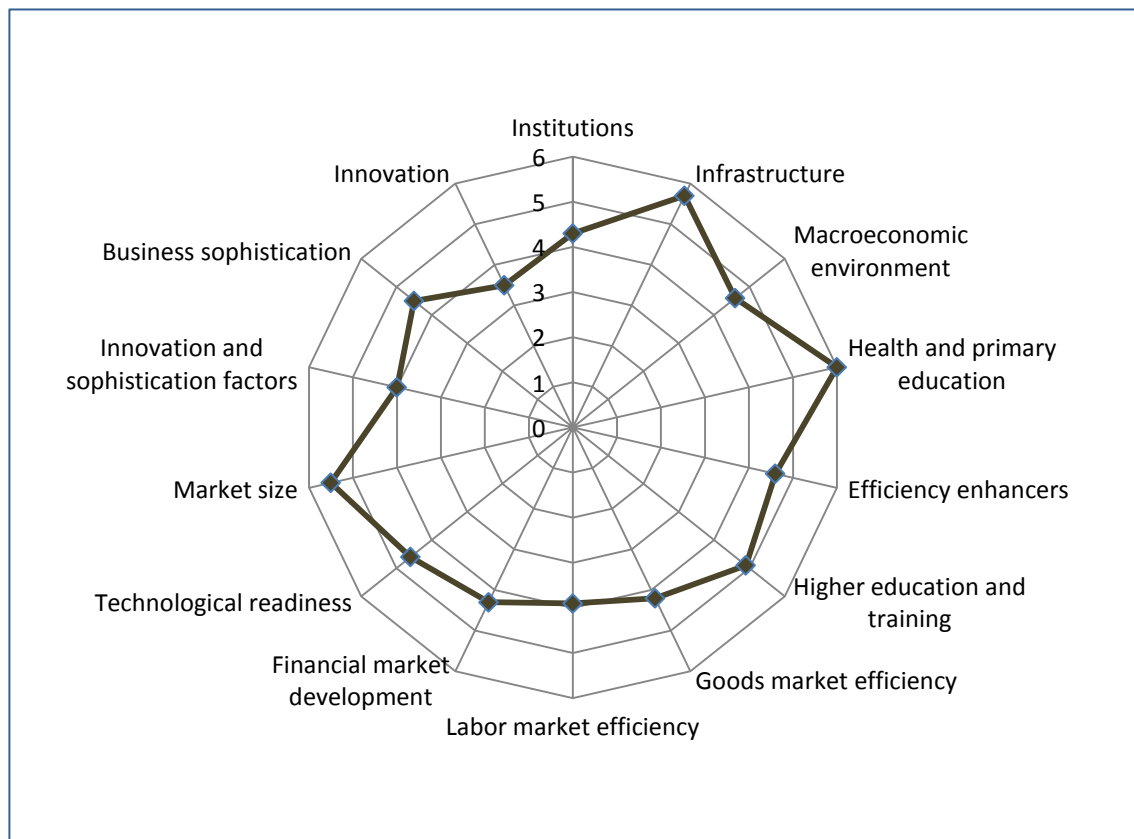 Institutions
Infrastructure
Macroeconomic
environment
Health and primary
education
Efficiency enhancers
Higher education and
training
Goods market efficiency
Labor market efficiency
Financial market
development
Technological readiness
Market size
Innovation and
sophistication factors
Business sophistication
Innovation
6
5
4
3
2
1
0